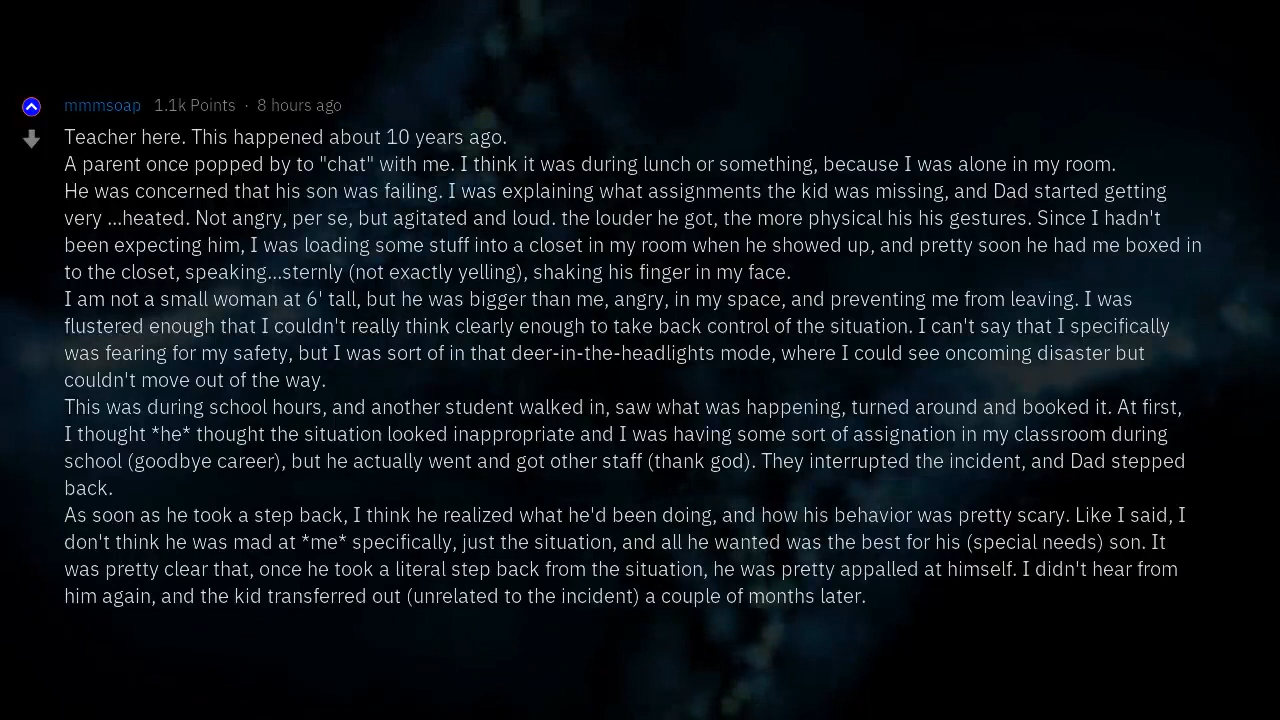 mmmsoap 1.1k Points · 8 hours ago
Teacher here. This happened about 10 years ago.
A parent once popped by to "chat" with me. I think it was during lunch or something, because I was alone in my room.
He was concerned that his son was failing. I was explaining what assignments the kid was missing, and Dad started getting
very ...heated. Not angry, per se, but agitated and loud. the louder he got, the more physical his his gestures. Since I hadn't
been expecting him, I was loading some stuff into a closet in my room when he showed up, and pretty soon he had me boxed in
to the closet, speaking...sternly (not exactly yelling), shaking his finger in my face.
I am not a small woman at 6' tall, but he was bigger than me, angry, in my space, and preventing me from leaving. I was
flustered enough that I couldn't really think clearly enough to take back control of the situation. I can't say that I specifically
was fearing for my safety, but I was sort of in that deer-in-the-headlights mode, where I could see oncoming disaster but
couldn't move out of the way.
This was during school hours, and another student walked in, saw what was happening, turned around and booked it. At first,
I thought *he* thought the situation looked inappropriate and I was having some sort of assignation in my classroom during
school (goodbye career), but he actually went and got other staff (thank god). They interrupted the incident, and Dad stepped
back.
As soon as he took a step back, I think he realized what he'd been doing, and how his behavior was pretty scary. Like I said, I
don't think he was mad at *me* specifically, just the situation, and all he wanted was the best for his (special needs) son. It
was pretty clear that, once he took a literal step back from the situation, he was pretty appalled at himself. I didn't hear from
him again, and the kid transferred out (unrelated to the incident) a couple of months later.